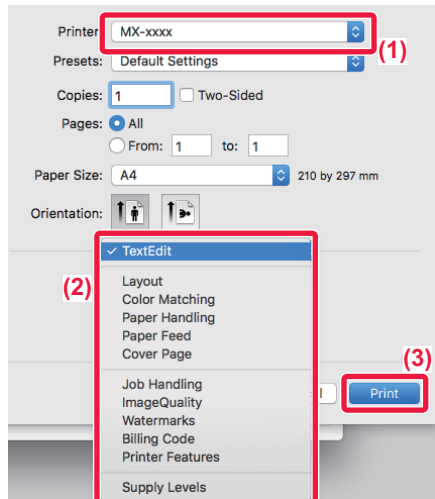 Printer: MX-xxxx
(1)
Presets: Default Settings
Copies: 1 Two-Sided
Pages: All
From: 1 to: 1
Paper Size: A4 210 by 297 mm
Orientation:
(2)
✓ TextEdit
Layout
Color Matching
Paper Handling
Paper Feed
Cover Page
(3)
Job Handling
ImageQuality
Watermarks
Billing Code
Printer Features
Print
Supply Levels